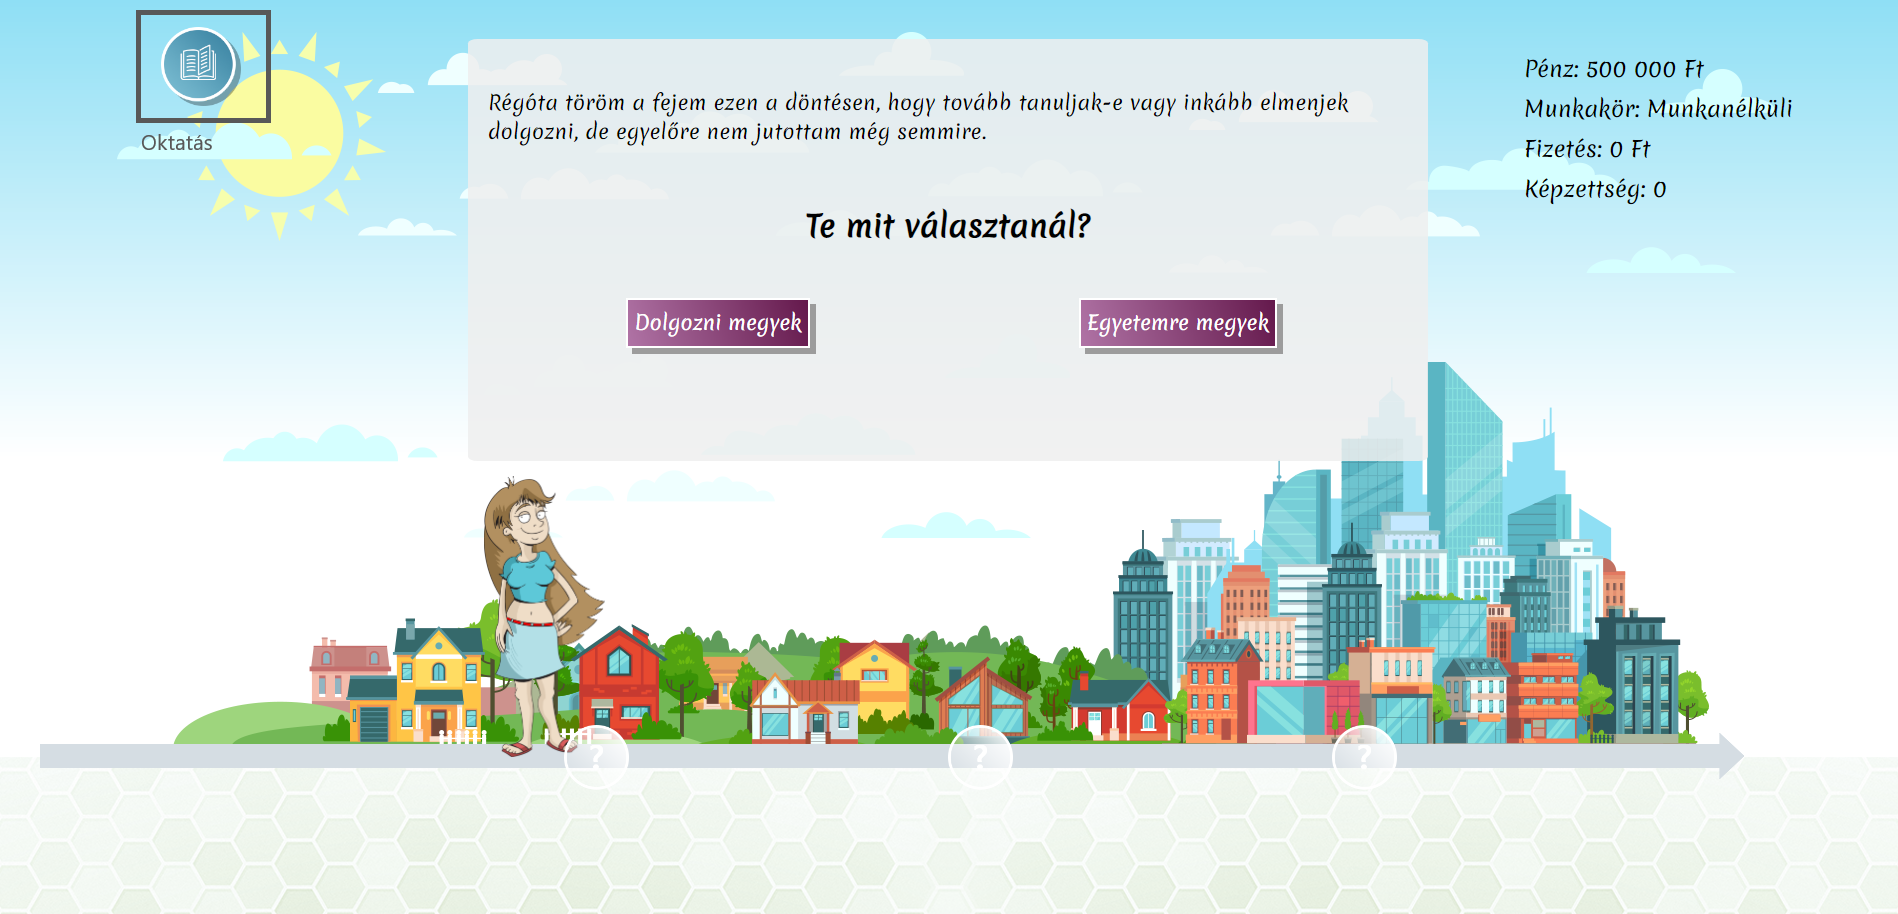 Oktatás
Régóta töröm a fejem ezen a döntésen, hogy tovább tanuljak-e vagy inkább elmenjek
dolgozni, de egyelőre nem jutottam még semmire.
Te mit választanál?
Dolgozni megyek
Egyetemre megyek
Pénz: 500 000 Ft
Munkakör: Munkanélküli
Fizetés: 0 Ft
Képzettség: 0
?
?
?